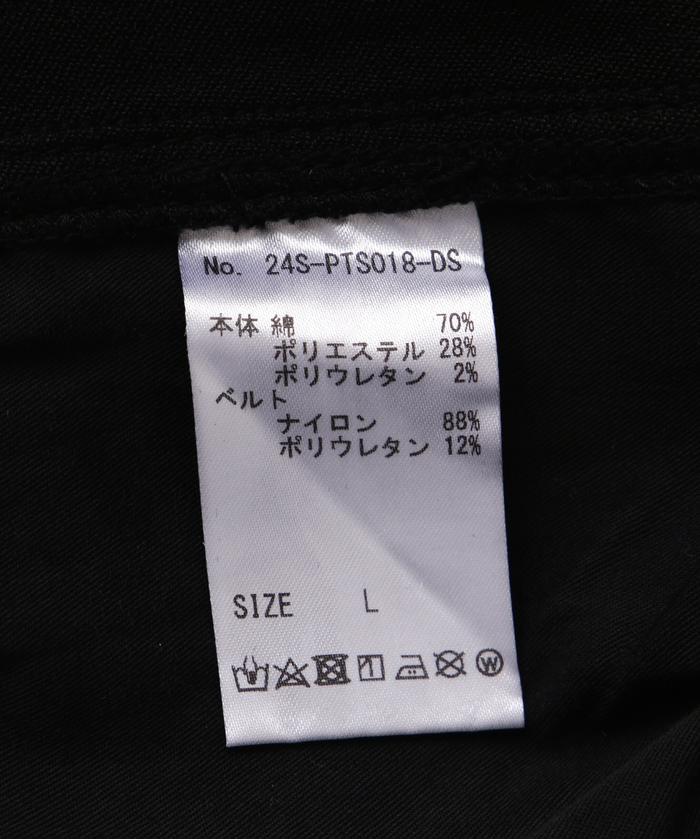 No. 24S-PTS018-DS
本体 綿 70%
ポリエステル 28%
ポリウレタン 2%
ベルト
ナイロン 88%
ポリウレタン 12%
SIZE L
W